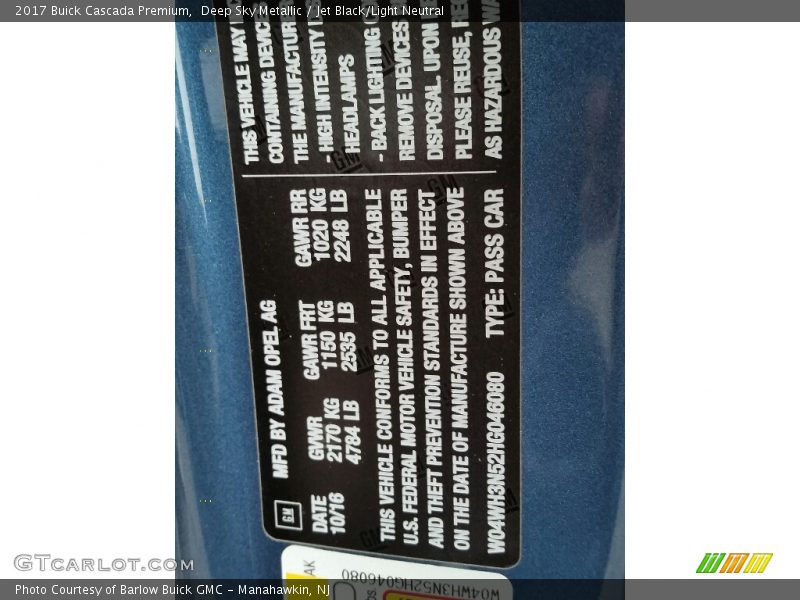 2017 Buick Cascada Premium, Deep Sky Metallic / Jet Black/Light Neutral
MFD BY ADAM OPEL AG
GM
DATE
10/16
GVWR
2170 KG
4784 LB
GAWR FRT
1150 KG
2535 LB
GAWR RR
1020 KG
2248 LB
THIS VEHICLE CONFORMS TO ALL APPLICABLE
U.S. FEDERAL MOTOR VEHICLE SAFETY, BUMPER
AND THEFT PREVENTION STANDARDS IN EFFECT
ON THE DATE OF MANUFACTURE SHOWN ABOVE
W04WH3N52HG046080 TYPE: PASS CAR
THIS VEHICLE MAY
CONTAINING
THE
- HIGH INTENSITY
HEADLAMPS
- BACK LIGHTING
REMOVE DEVICES
DISPOSAL. UPON
PLEASE REUSE,
AS HAZARDOUS
AK
W04WH3N52HG046080
GTCARLOT.COM
Photo Courtesy of Barlow Buick GMC - Manahawkin, NJ